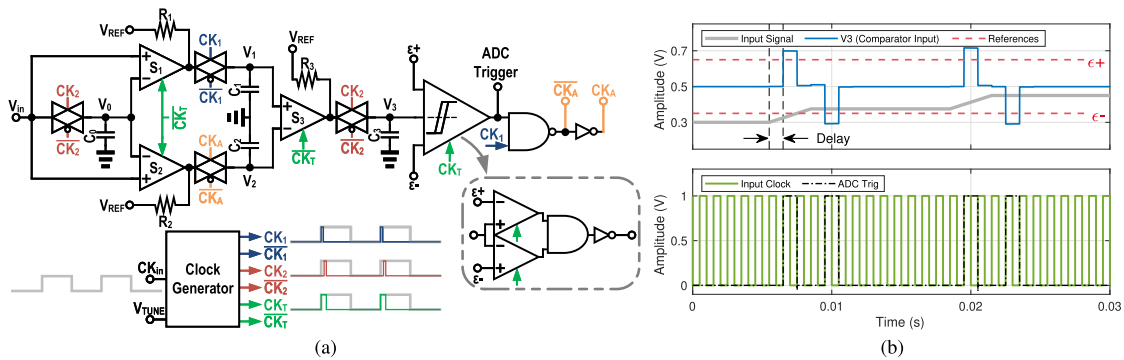 V_REF
R_1
CK_1
V_1
S_1
+
−
C_1
CK_1
V_REF
R_3
ε+
ADC
Trigger
CK_A
CK_A
V_in
CK_2
V_0
C_0
CK_2
CK_T
S_3
CK_2
V_3
C_3
CK_2
CK_T
CK_1
CK_T
ε-
CK_A
C_2
S_2
CK_A
V_2
V_REF
R_2
CK_in
V_TUNE
Clock
Generator
CK_1
CK_1
CK_2
CK_2
CK_T
CK_T
ε+
ε-
(a)
Input Signal
V3 (Comparator Input)
References
Amplitude (V)
0.7
0.5
0.3
ϵ+
ϵ-
Delay
Input Clock
ADC Trig
Amplitude (V)
1
0.5
0
0
0.01
0.02
0.03
Time (s)
(b)